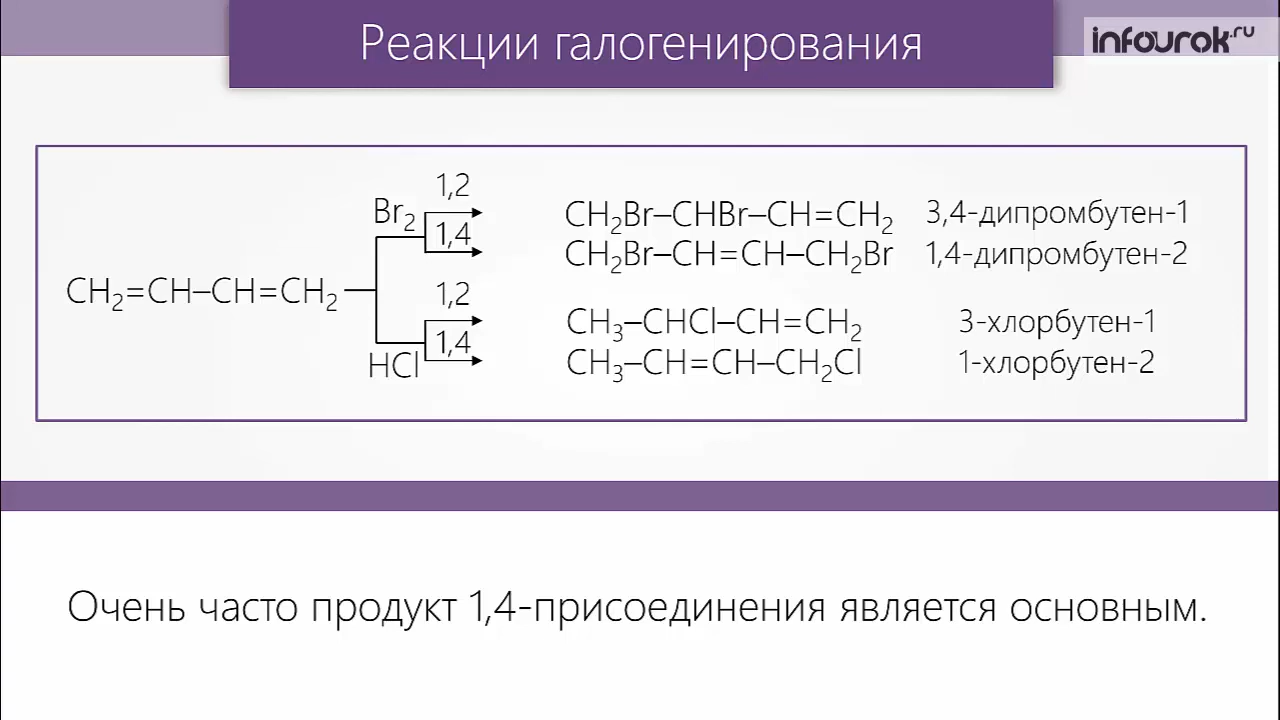 Реакции галогенирования
infourok.ru
1,2
Br₂
1,4
CH₂Br–CHBr–CH=CH₂ 3,4-дипромбутен-1
CH₂Br–CH=CH–CH₂Br 1,4-дипромбутен-2
CH₂=CH–CH=CH₂
1,2
1,4
HCl
CH₃–CHCl–CH=CH₂ 3-хлорбутен-1
CH₃–CH=CH–CH₂Cl 1-хлорбутен-2
Очень часто продукт 1,4-присоединения является основным.